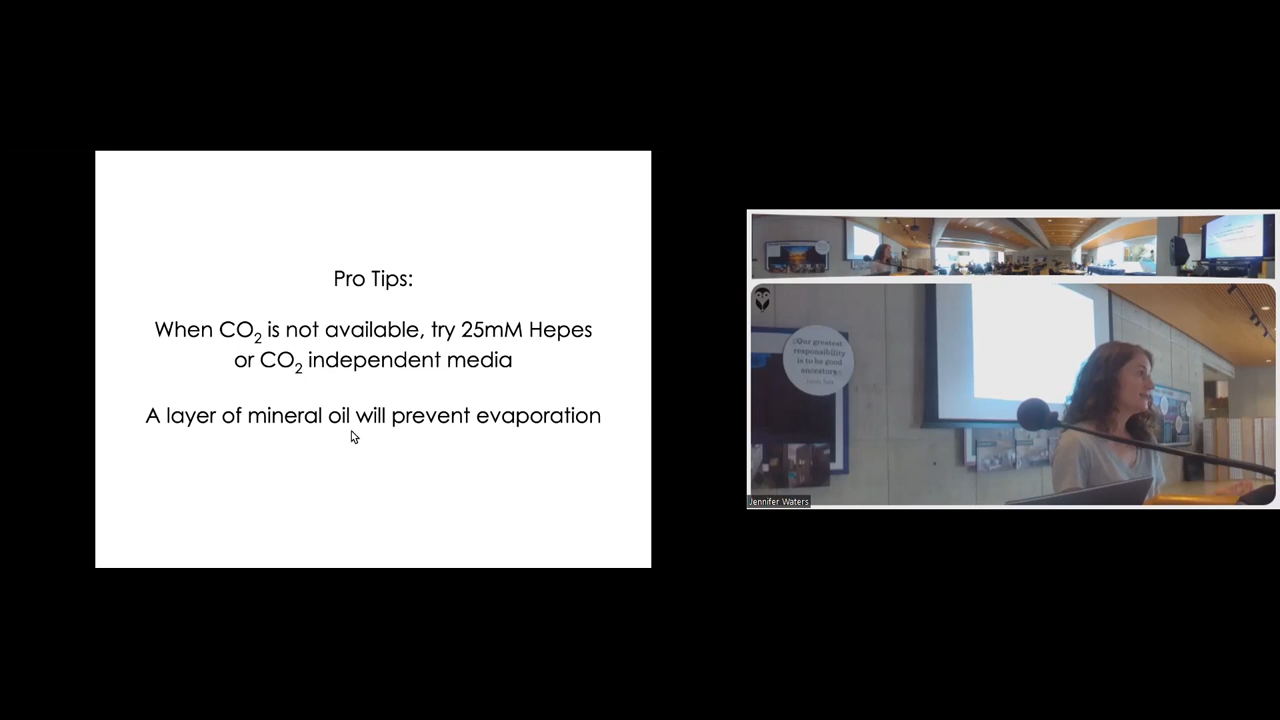 Pro Tips:
When CO₂ is not available, try 25mM Hepes
or CO₂ independent media
A layer of mineral oil will prevent evaporation
Our greatest
responsibility
is to be good
ancestors
Jennifer Waters